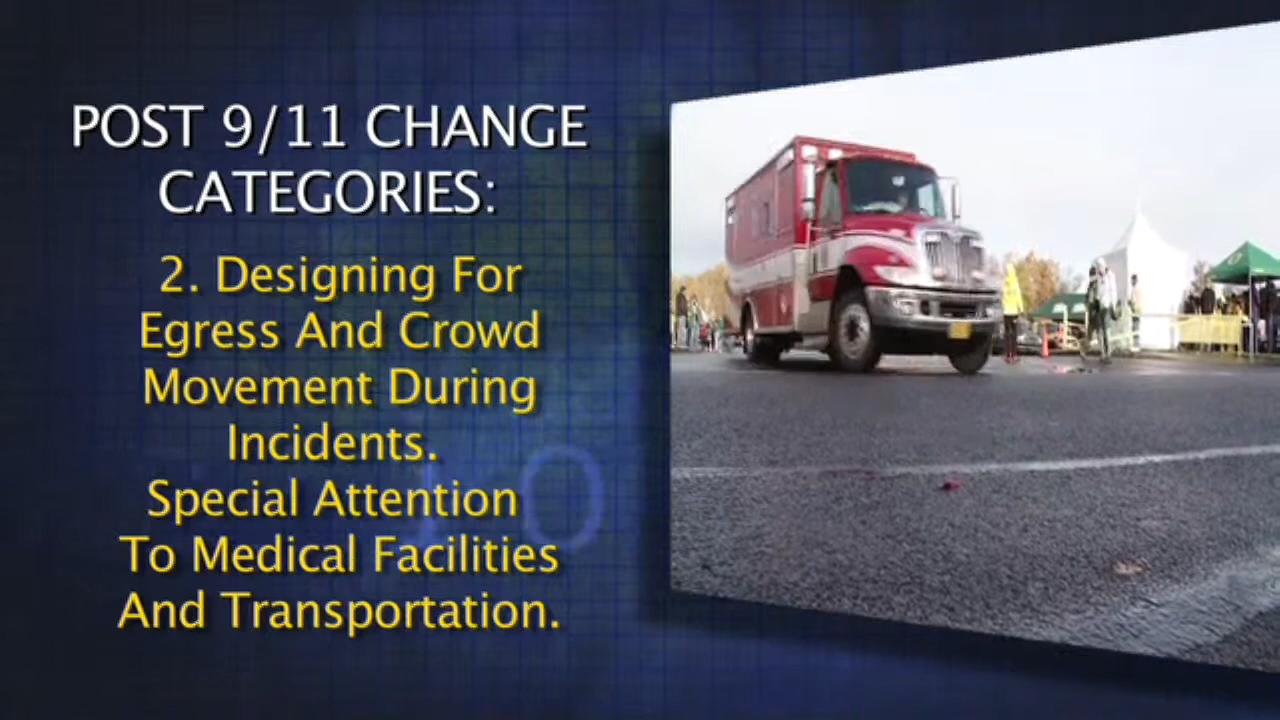 POST 9/11 CHANGE
CATEGORIES:
2. Designing For
Egress And Crowd
Movement During
Incidents.
Special Attention
To Medical Facilities
And Transportation.